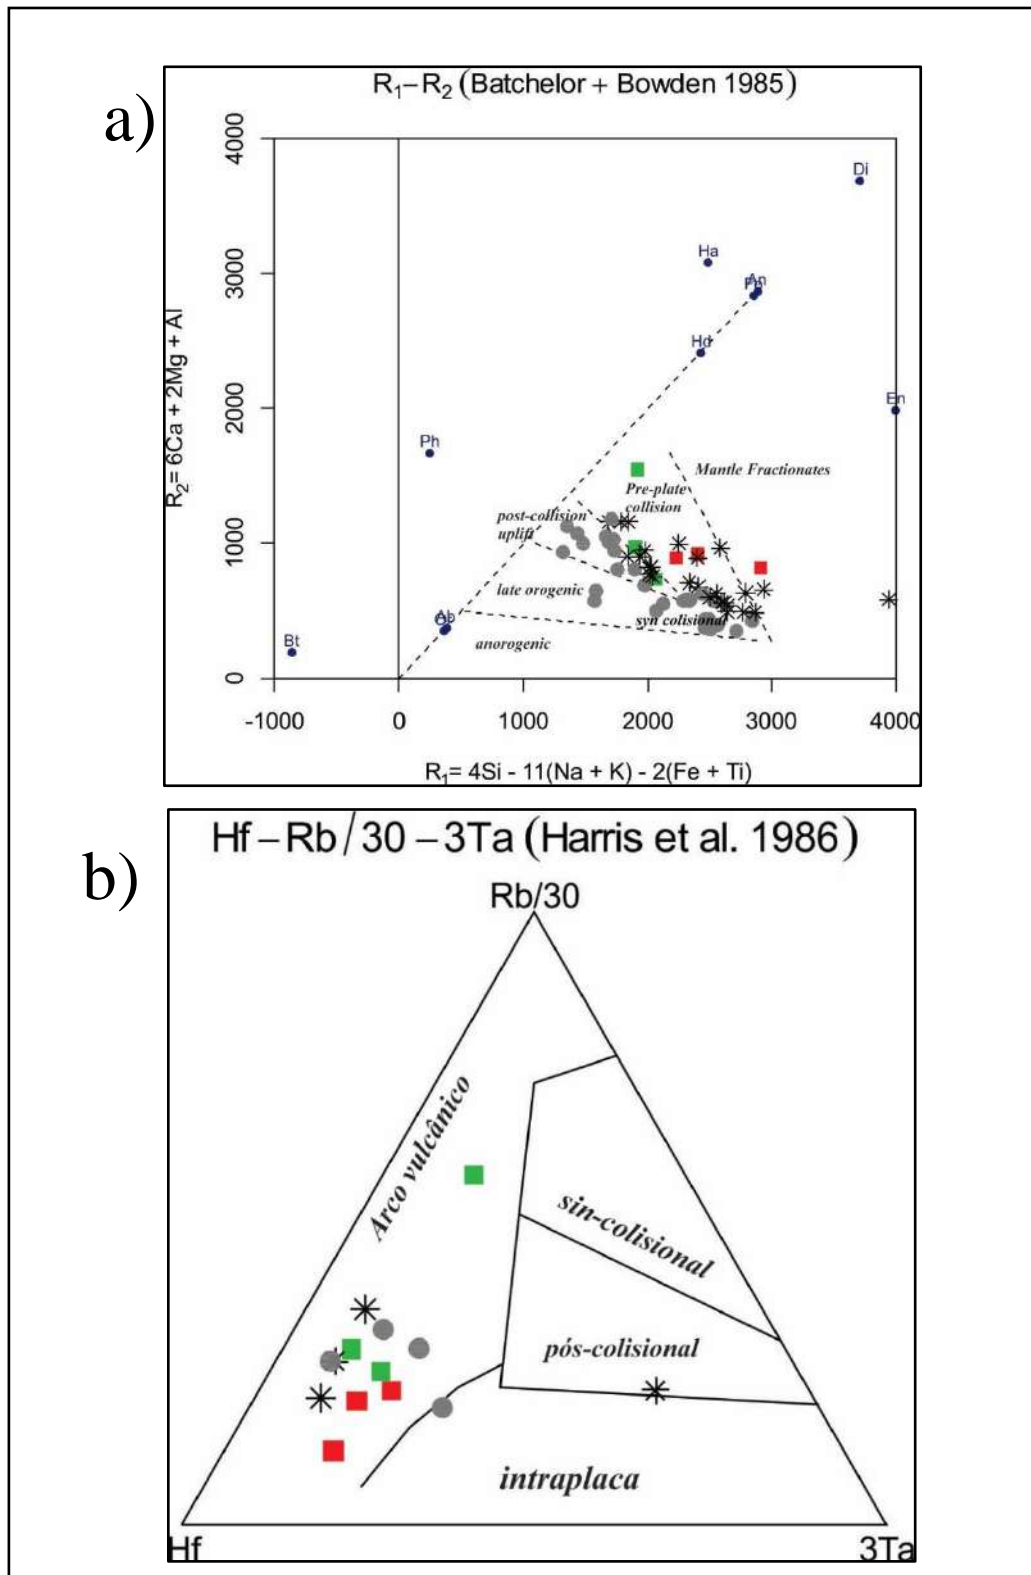 a)
R₁−R₂ (Batchelor + Bowden 1985)
R₂= 6Ca + 2Mg + Al
4000
3000
2000
1000
0
Di
Ha
An
Hd
En
Ph
Mantle Fractionates
Pre-plate
collision
post-collision
uplift
late orogenic
syn colisional
anorogenic
Ab
Bt
-1000
0
1000
2000
3000
4000
R₁= 4Si - 11(Na + K) - 2(Fe + Ti)
b)
Hf – Rb/30 – 3Ta (Harris et al. 1986)
Rb/30
Arco vulcânico
sin-colisional
pós-colisional
intraplaca
Hf
3Ta